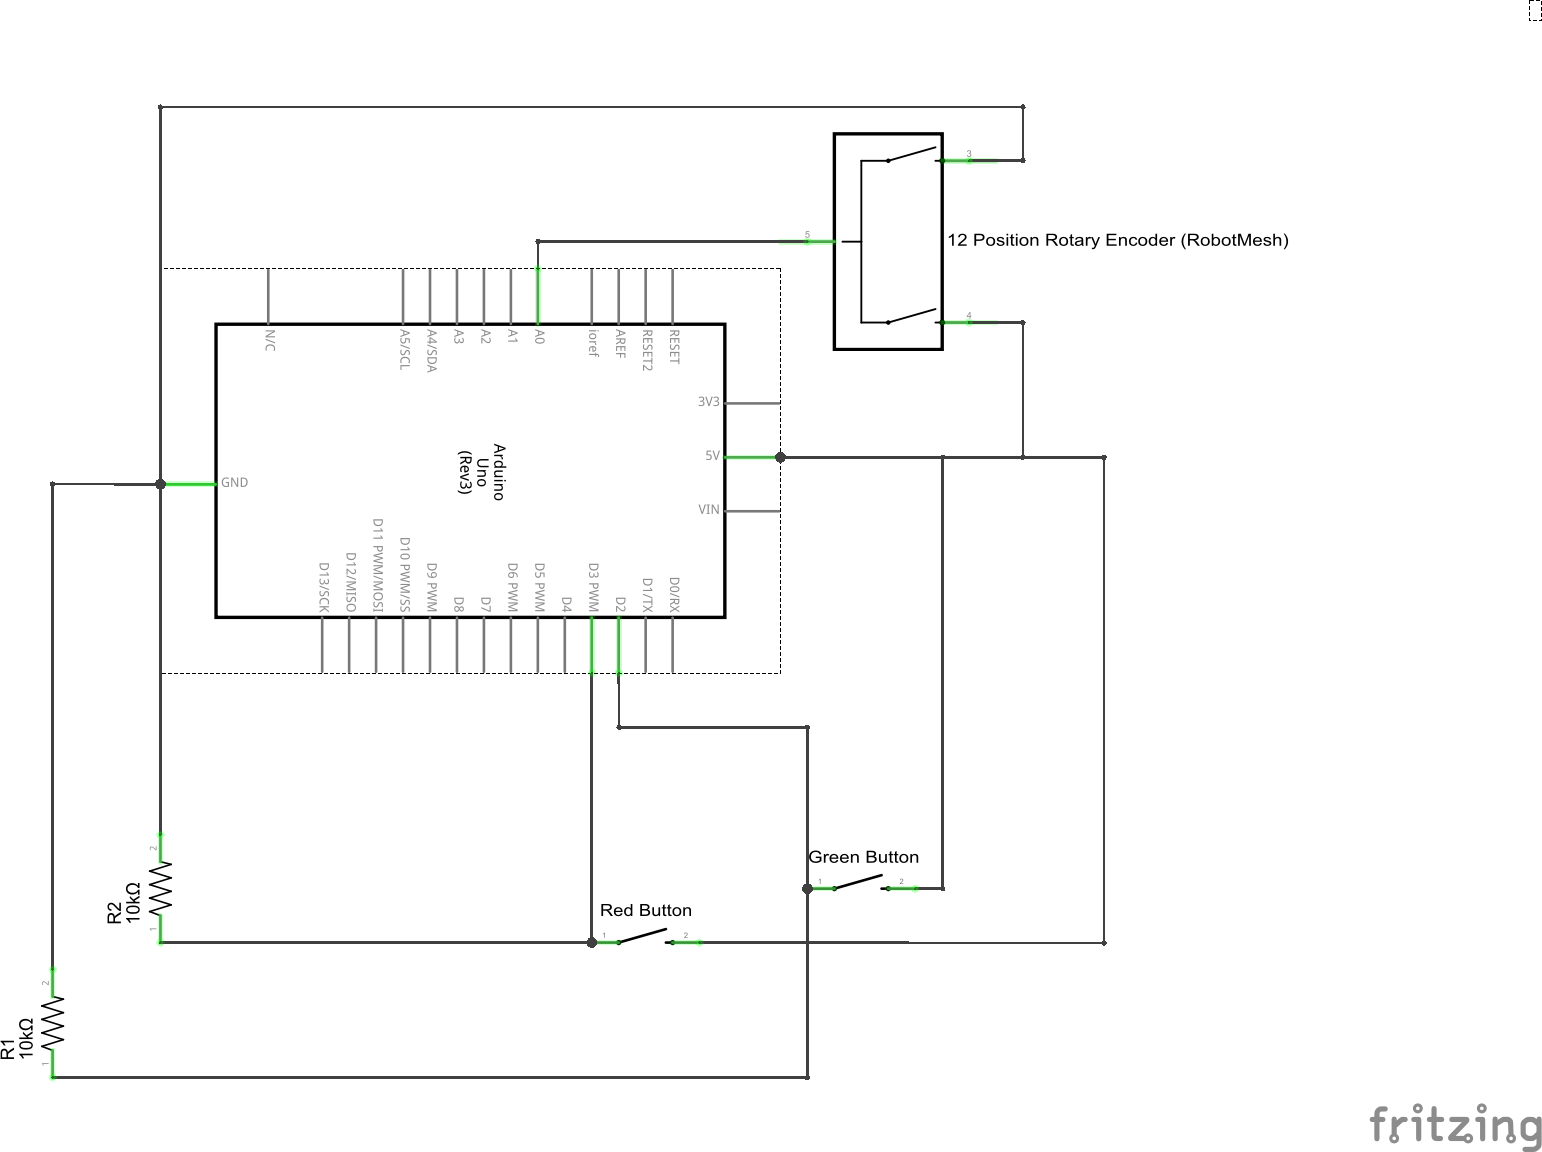 3
5
12 Position Rotary Encoder (RobotMesh)
4
N/C
A5/SCL
A4/SDA
A3
A2
A1
A0
ioref
AREF
RESET2
RESET
3V3
5V
VIN
GND
Arduino
Uno
(Rev3)
D13/SCK
D12/MISO
D11 PWM/MOSI
D10 PWM/SS
D9 PWM
D8
D7
D6 PWM
D5 PWM
D4
D3 PWM
D2
D1/TX
D0/RX
Green Button
1
2
Red Button
1
2
2
R2
10kΩ
1
2
R1
10kΩ
1
fritzing